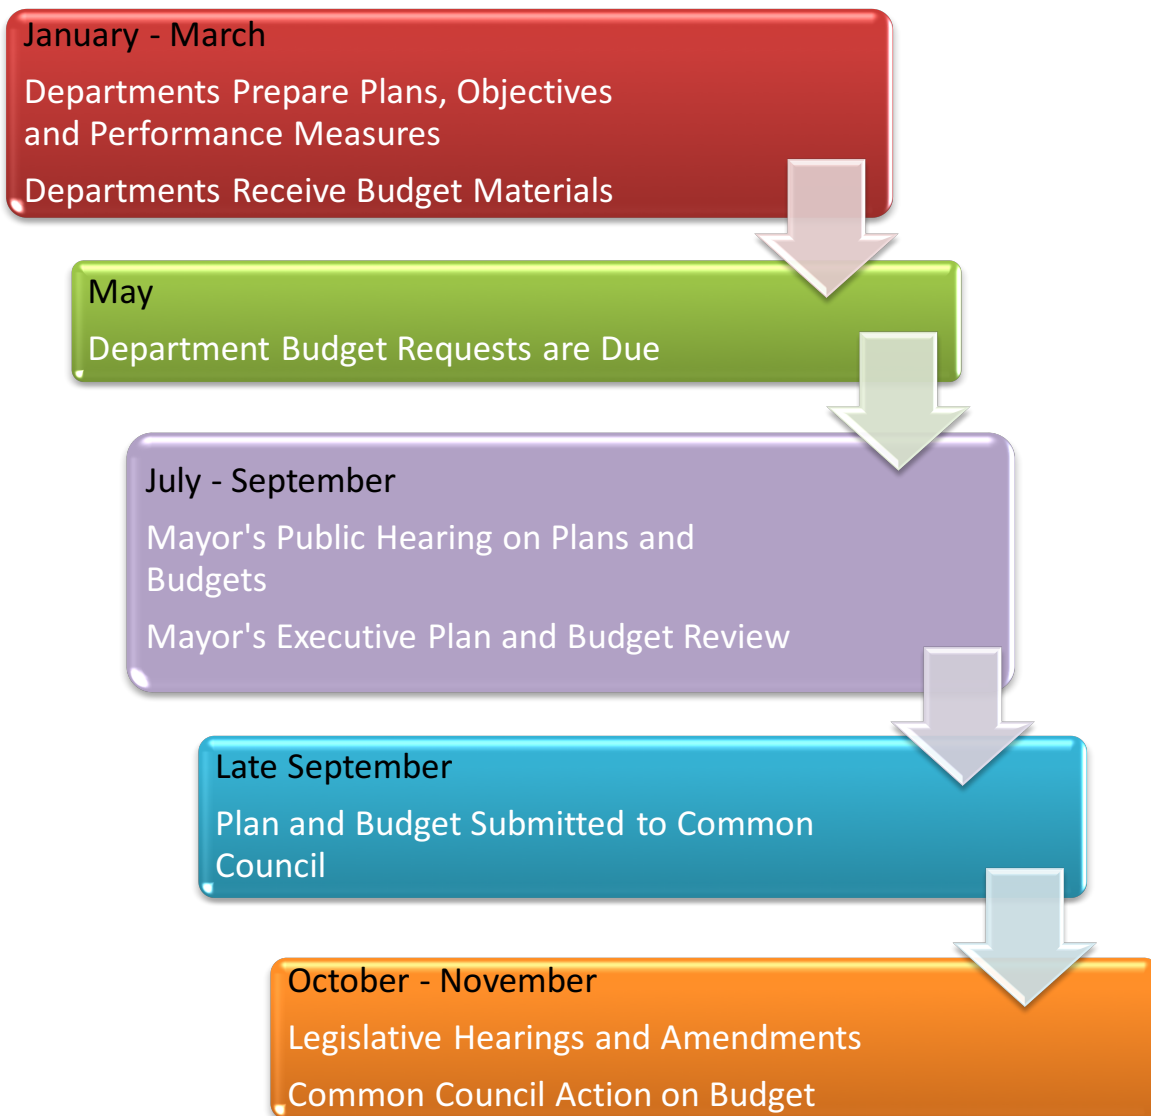 January - March
Departments Prepare Plans, Objectives
and Performance Measures
Departments Receive Budget Materials
May
Department Budget Requests are Due
July - September
Mayor's Public Hearing on Plans and
Budgets
Mayor's Executive Plan and Budget Review
Late September
Plan and Budget Submitted to Common
Council
October - November
Legislative Hearings and Amendments
Common Council Action on Budget